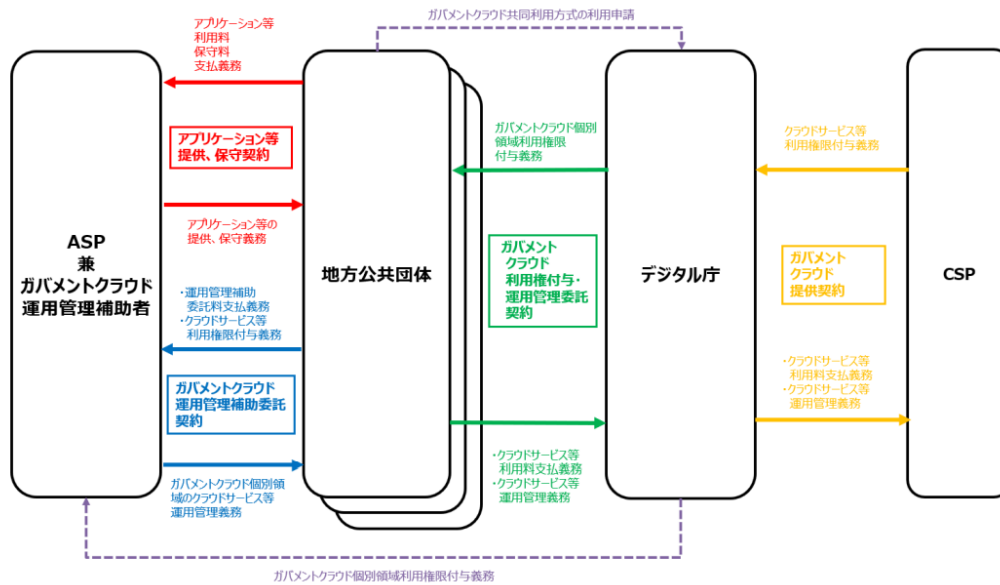 ガバメントクラウド共同利用方式の利用申請
アプリケーション等
利用料
保守料
支払義務
アプリケーション等
提供、保守契約
アプリケーション等の
提供、保守義務
ASP
兼
ガバメントクラウド
運用管理補助者
・運用管理補助
委託料支払義務
・クラウドサービス等
利用権限付与義務
ガバメントクラウド
運用管理補助委託
契約
ガバメントクラウド個別領
域のクラウドサービス等
運用管理義務
地方公共団体
ガバメントクラウド個別
領域利用権限
付与義務
ガバメント
クラウド
利用権付与・
運用管理委託
契約
・クラウドサービス等
利用料支払義務
・クラウドサービス等
運用管理義務
デジタル庁
クラウドサービス等
利用権限付与義務
ガバメント
クラウド
提供契約
・クラウドサービス等
利用料支払義務
・クラウドサービス等
運用管理義務
CSP
ガバメントクラウド個別領域利用権限付与義務